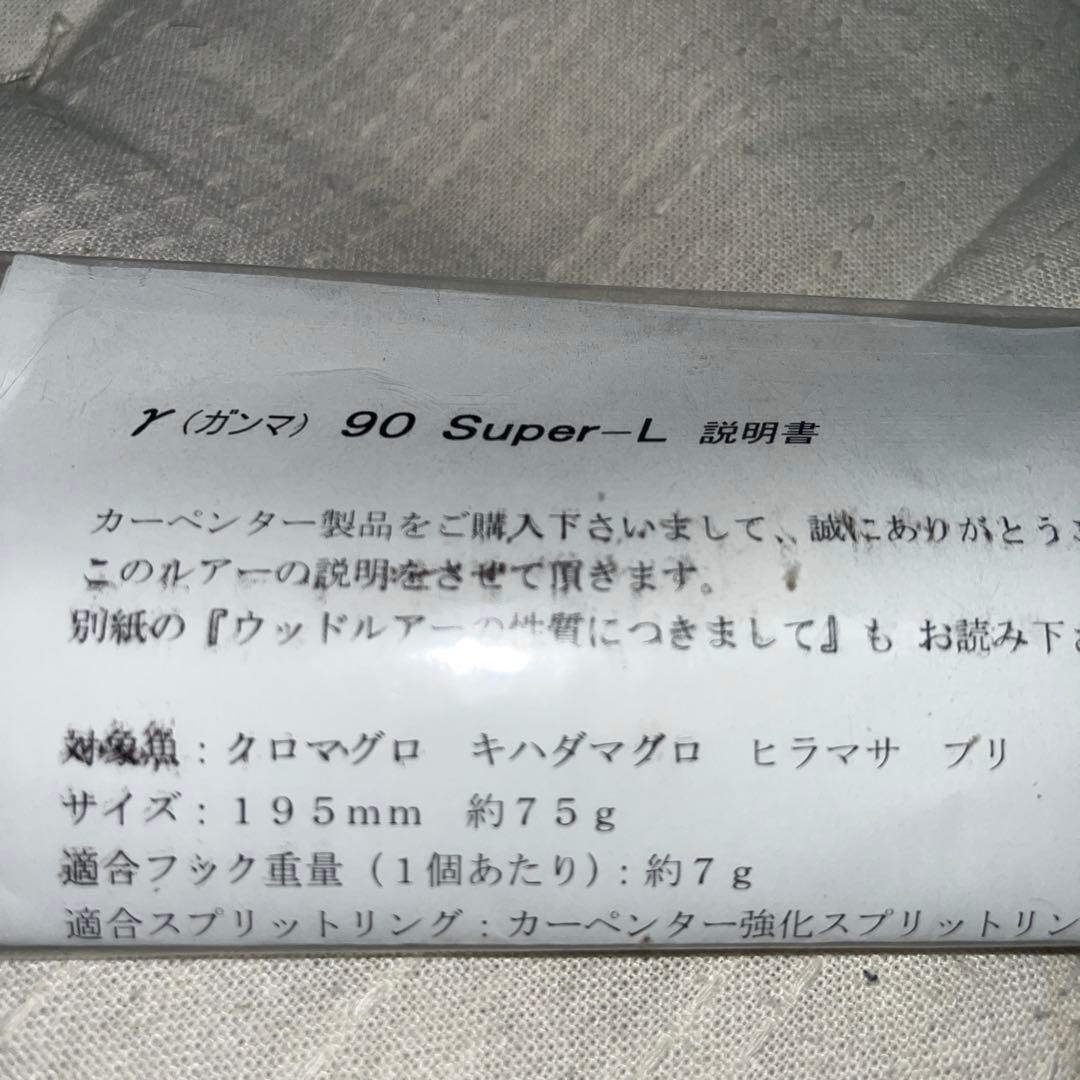 γ（ガンマ） 90 Super-L 説明書
カーペンター製品をご購入下さいまして、誠にありがとう
このルアーの説明をさせて頂きます。
別紙の『ウッドルアーの性質につきまして』も お読み下さ
対象魚：クロマグロ キハダマグロ ヒラマサ ブリ
サイズ：１９５mm 約７５g
適合フック重量（１個あたり）：約７g
適合スプリットリング：カーペンター強化スプリットリン